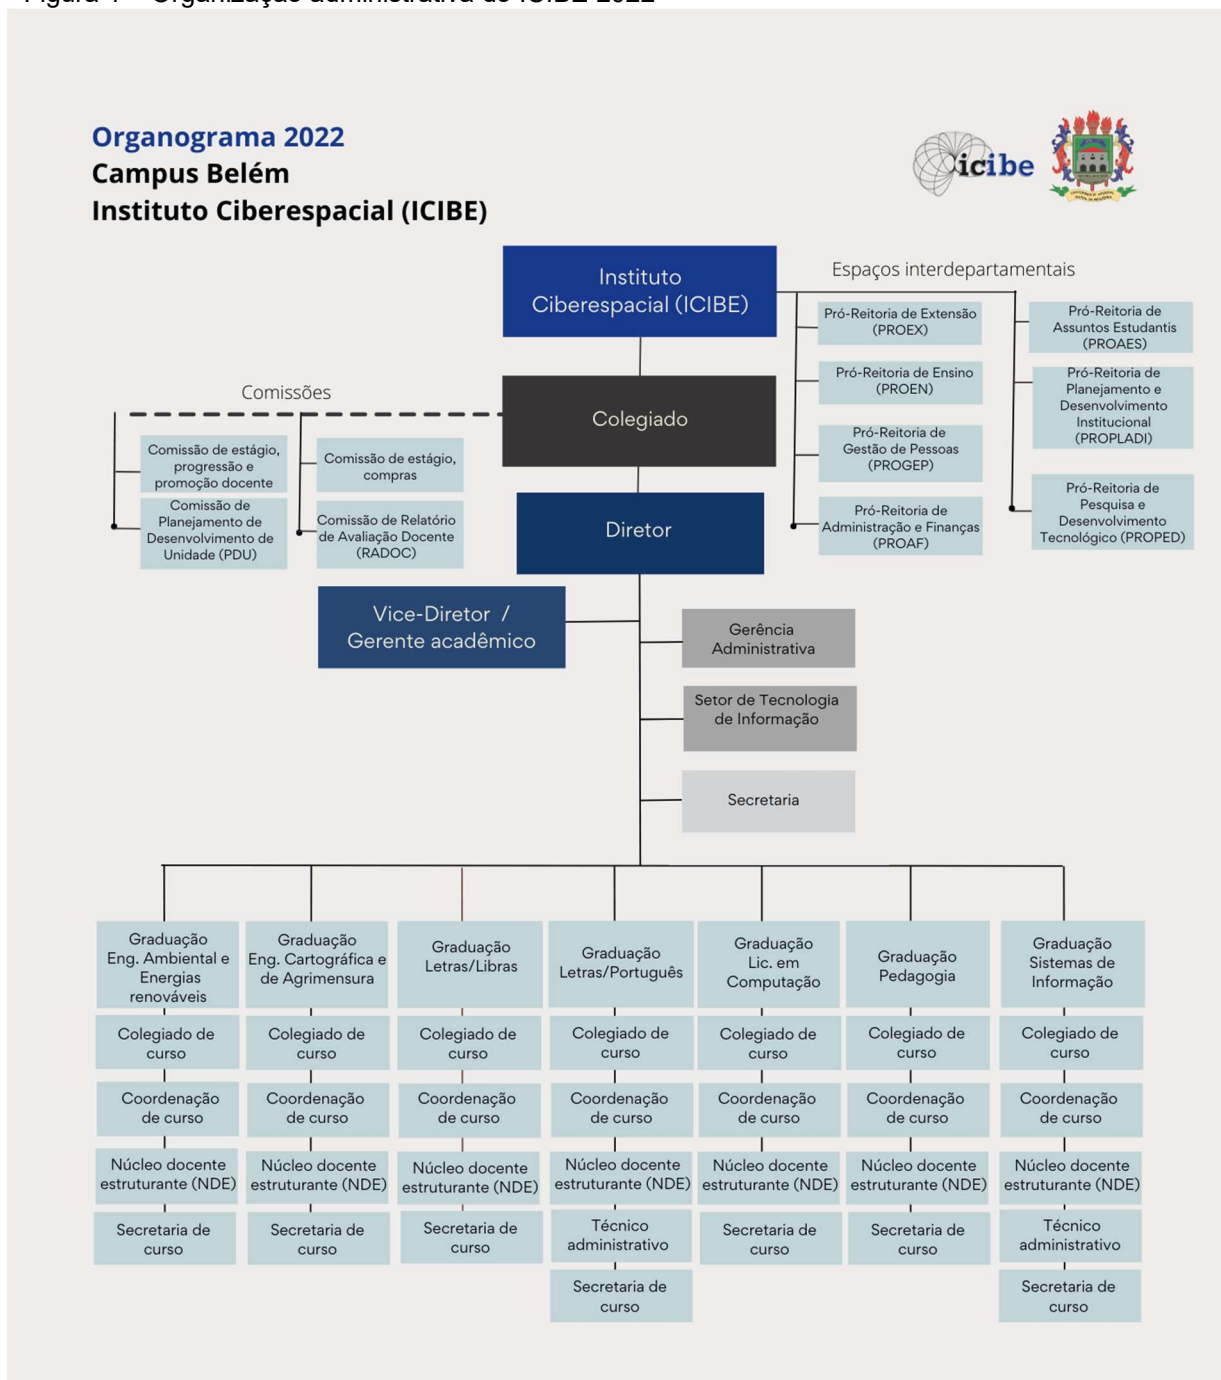 Figura 1 - Organização administrativa do ICIBE 2022
Organograma 2022
Campus Belém
Instituto Ciberespacial (ICIBE)
icibe
Instituto
Ciberespacial (ICIBE)
Espaços interdepartamentais
Pró-Reitoria de Extensão
(PROEX)
Pró-Reitoria de Ensino
(PROEN)
Pró-Reitoria de
Gestão de Pessoas
(PROGEP)
Pró-Reitoria de
Administração e Finanças
(PROAF)
Pró-Reitoria de
Assuntos Estudantis
(PROAES)
Pró-Reitoria de
Planejamento e
Desenvolvimento
Institucional
(PROPLADI)
Pró-Reitoria de
Pesquisa e
Desenvolvimento
Tecnológico (PROPED)
Comissões
Comissão de estágio,
progressão e
promoção docente
Comissão de
Planejamento de
Desenvolvimento de
Unidade (PDU)
Comissão de estágio,
compras
Comissão de Relatório
de Avaliação Docente
(RADOC)
Colegiado
Diretor
Vice-Diretor /
Gerente acadêmico
Gerência
Administrativa
Setor de Tecnologia
de Informação
Secretaria
Graduação
Eng. Ambiental e
Energias
renováveis
Colegiado de
curso
Coordenação
de curso
Núcleo docente
estruturante (NDE)
Secretaria de
curso
Graduação
Eng. Cartográfica e
de Agrimensura
Colegiado de
curso
Coordenação
de curso
Núcleo docente
estruturante (NDE)
Secretaria de
curso
Graduação
Letras/Libras
Colegiado de
curso
Coordenação
de curso
Núcleo docente
estruturante (NDE)
Secretaria de
curso
Graduação
Letras/Português
Colegiado de
curso
Coordenação
de curso
Núcleo docente
estruturante (NDE)
Técnico
administrativo
Secretaria de
curso
Graduação
Lic. em
Computação
Colegiado de
curso
Coordenação
de curso
Núcleo docente
estruturante (NDE)
Secretaria de
curso
Graduação
Pedagogia
Colegiado de
curso
Coordenação
de curso
Núcleo docente
estruturante (NDE)
Secretaria de
curso
Graduação
Sistemas de
Informação
Colegiado de
curso
Coordenação
de curso
Núcleo docente
estruturante (NDE)
Técnico
administrativo
Secretaria de
curso